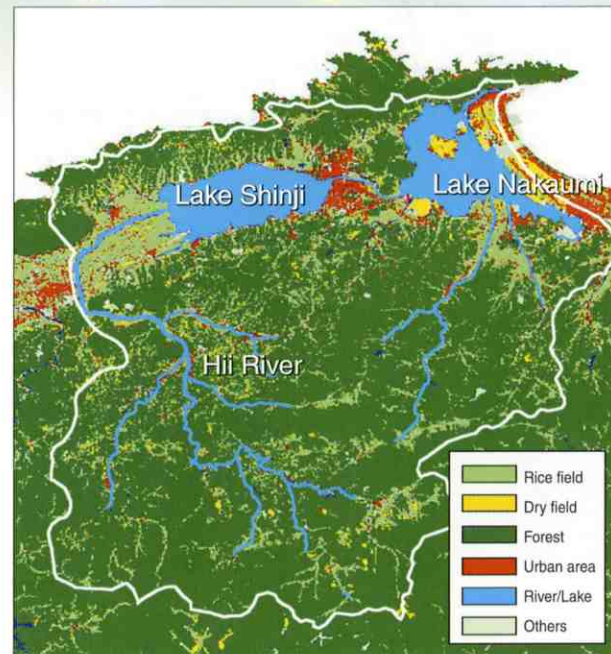 Lake Shinji
Lake Nakaumi
Hii River
Rice field
Dry field
Forest
Urban area
River/Lake
Others